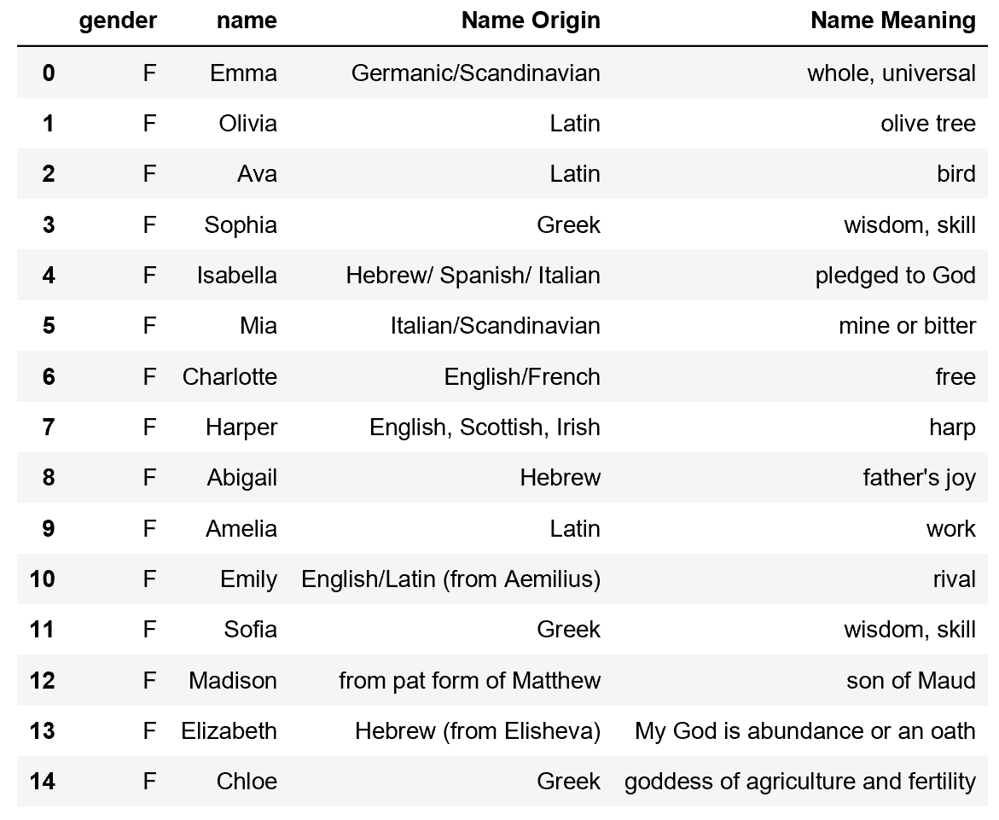 gender name Name Origin Name Meaning
0 F Emma Germanic/Scandinavian whole, universal
1 F Olivia Latin olive tree
2 F Ava Latin bird
3 F Sophia Greek wisdom, skill
4 F Isabella Hebrew/ Spanish/ Italian pledged to God
5 F Mia Italian/Scandinavian mine or bitter
6 F Charlotte English/French free
7 F Harper English, Scottish, Irish harp
8 F Abigail Hebrew father's joy
9 F Amelia Latin work
10 F Emily English/Latin (from Aemilius) rival
11 F Sofia Greek wisdom, skill
12 F Madison from pat form of Matthew son of Maud
13 F Elizabeth Hebrew (from Elisheva) My God is abundance or an oath
14 F Chloe Greek goddess of agriculture and fertility